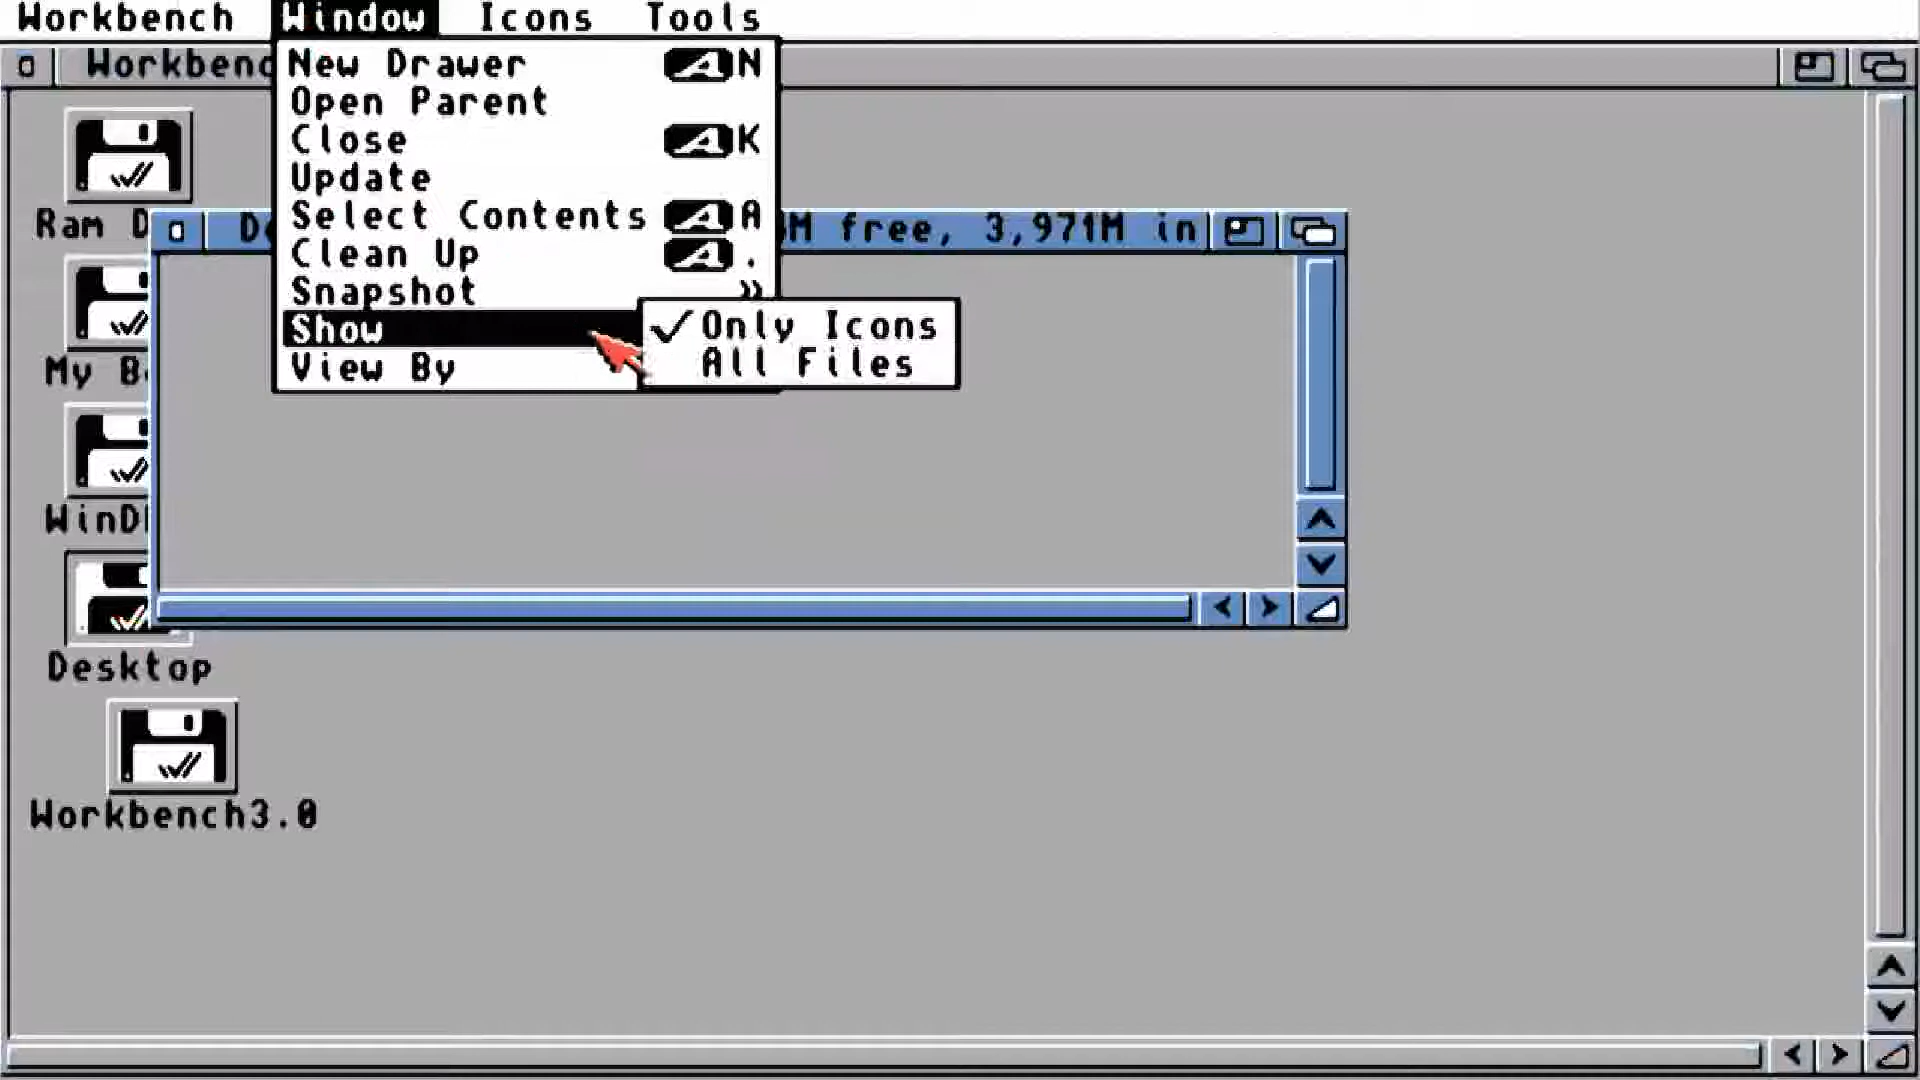 Workbench Window Icons Tools
Workbenc
New Drawer N
Open Parent
Close K
Update
Select Contents A
Clean Up .
Snapshot »
Show
View By
✓ Only Icons
All Files
M free, 3,971M in
Ram
My
Desktop
Workbench3.0